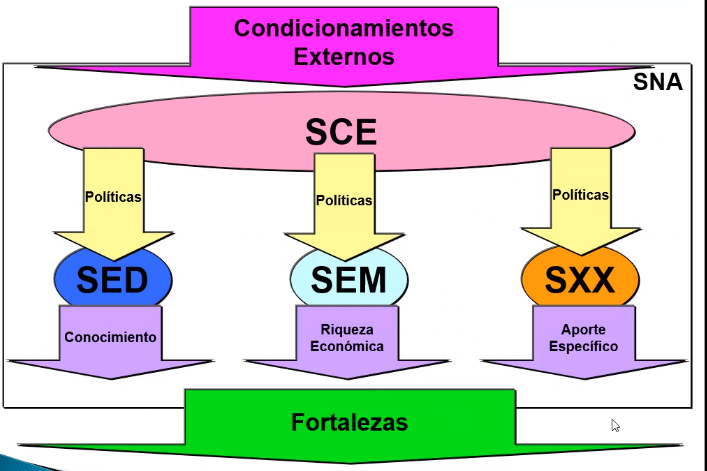 Condicionamientos
Externos
SNA
SCE
Políticas
Políticas
Políticas
SED
SEM
SXX
Conocimiento
Riqueza
Económica
Aporte
Específico
Fortalezas